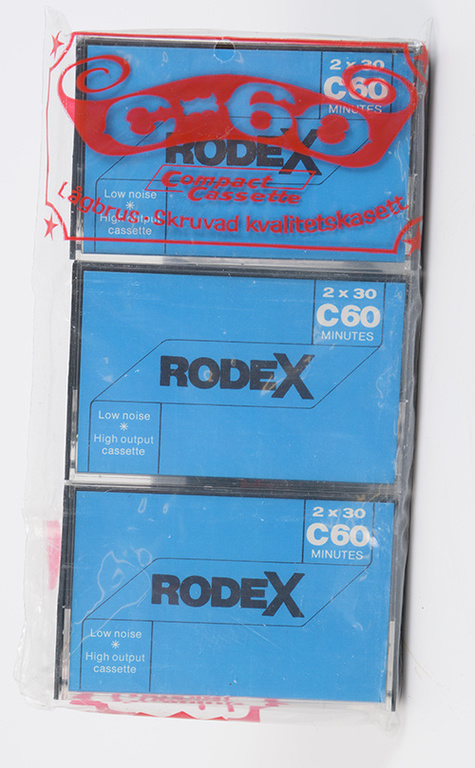 2 x 30
C60
MINUTES
C-60
RODEX
Compact
Cassette
Lågbrus. Skruvad kvalitetskasett
Low noise
High output
cassette
2 x 30
C60
MINUTES
RODEX
Low noise
High output
cassette
2 x 30
C60
MINUTES
RODEX
Low noise
High output
cassette